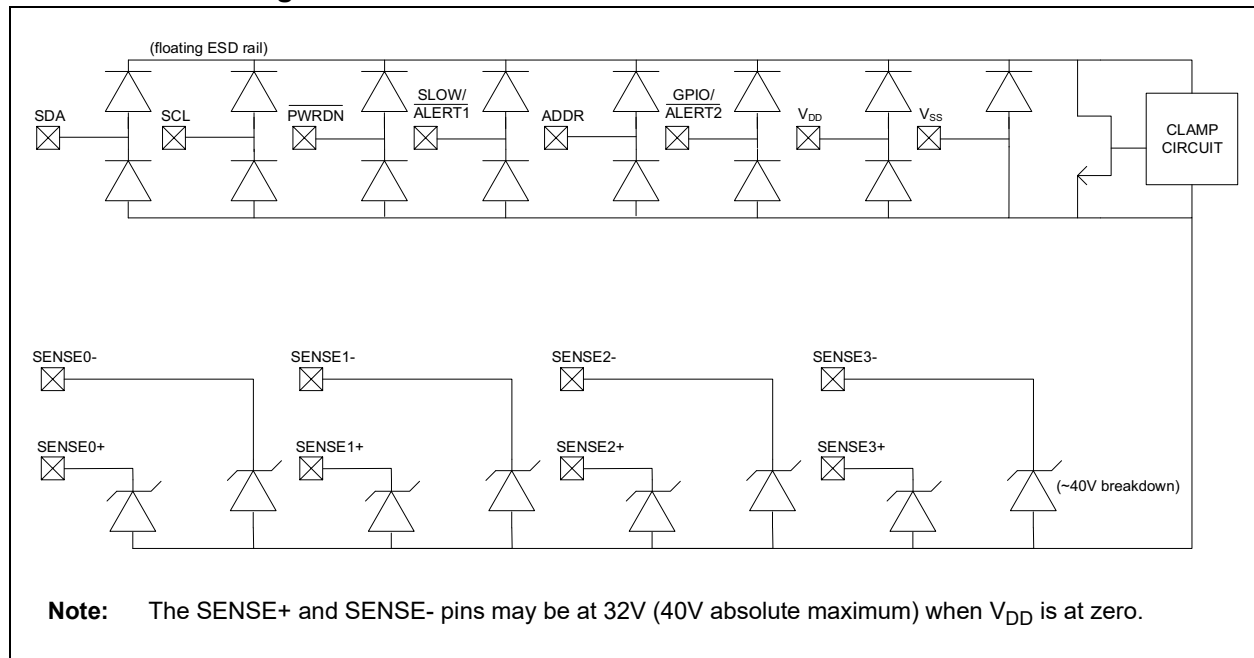 (floating ESD rail)
SDA
SCL
PWRDN
SLOW/
ALERT1
ADDR
GPIO/
ALERT2
VDD
VSS
CLAMP
CIRCUIT
SENSE0-
SENSE1-
SENSE2-
SENSE3-
SENSE0+
SENSE1+
SENSE2+
SENSE3+
(~40V breakdown)
Note: The SENSE+ and SENSE- pins may be at 32V (40V absolute maximum) when VDD is at zero.